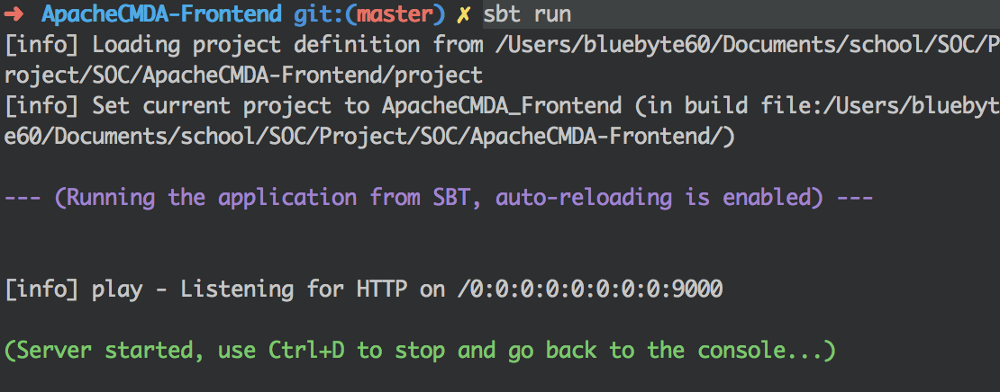 ➜ ApacheCMDA-Frontend git:(master) ✗ sbt run
[info] Loading project definition from /Users/bluebyte60/Documents/school/SOC/P
roject/SOC/ApacheCMDA-Frontend/project
[info] Set current project to ApacheCMDA_Frontend (in build file:/Users/bluebyt
e60/Documents/school/SOC/Project/SOC/ApacheCMDA-Frontend/)
--- (Running the application from SBT, auto-reloading is enabled) ---
[info] play - Listening for HTTP on /0:0:0:0:0:0:0:0:9000
(Server started, use Ctrl+D to stop and go back to the console...)